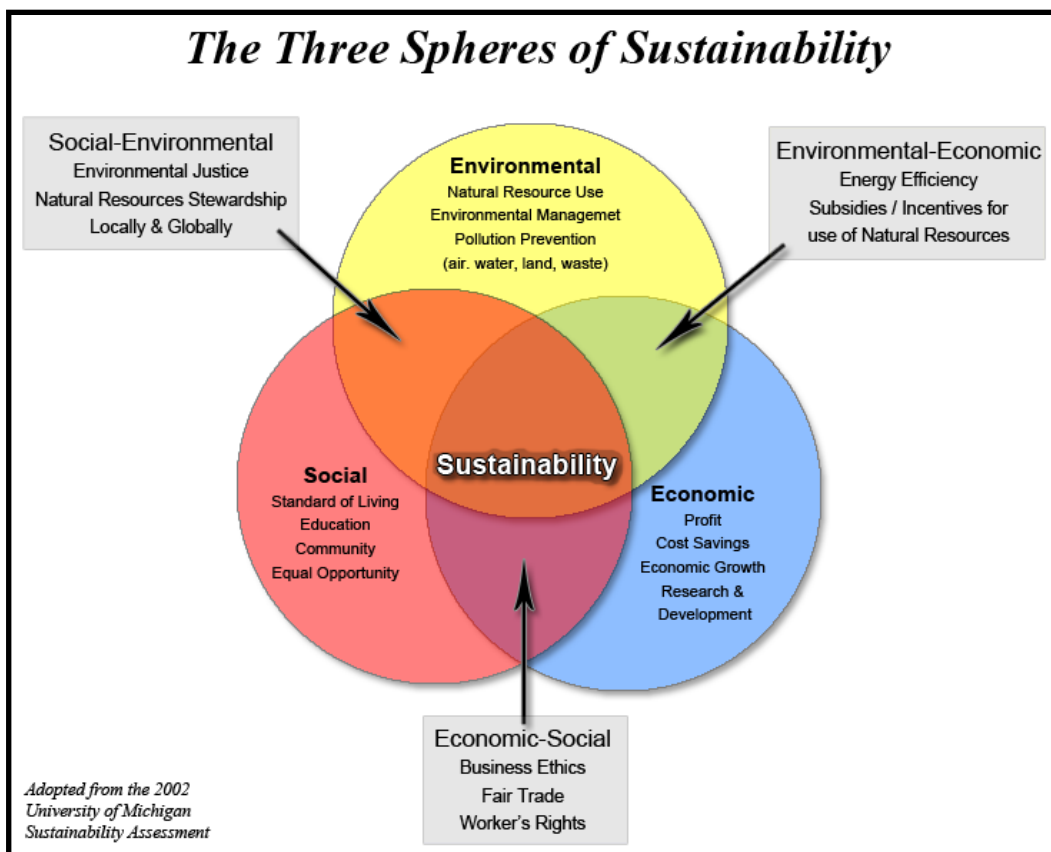 The Three Spheres of Sustainability
Social-Environmental
Environmental Justice
Natural Resources Stewardship
Locally & Globally
Environmental
Natural Resource Use
Environmental Managemet
Pollution Prevention
(air. water, land, waste)
Environmental-Economic
Energy Efficiency
Subsidies / Incentives for
use of Natural Resources
Sustainability
Social
Standard of Living
Education
Community
Equal Opportunity
Economic
Profit
Cost Savings
Economic Growth
Research &
Development
Economic-Social
Business Ethics
Fair Trade
Worker's Rights
Adopted from the 2002
University of Michigan
Sustainability Assessment